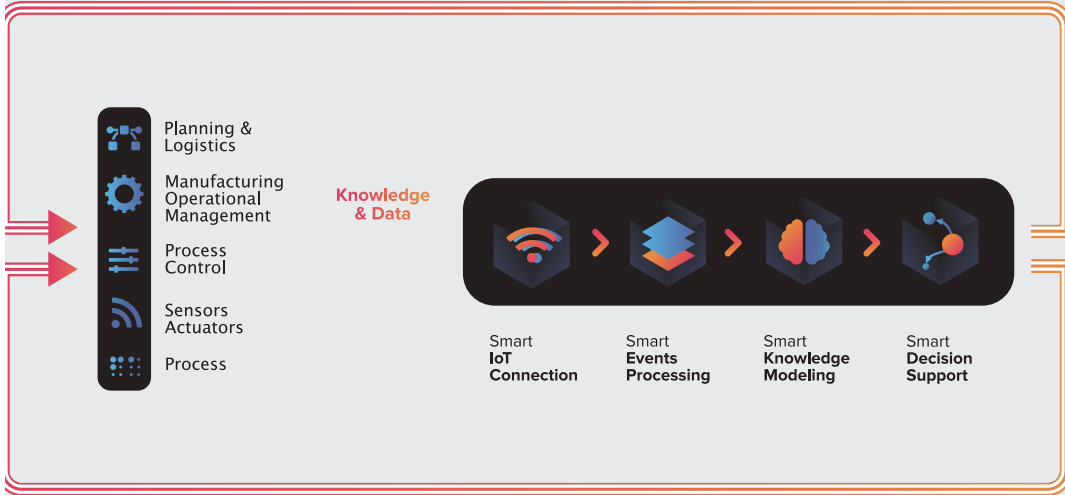 Planning &
Logistics
Manufacturing
Operational
Management
Process
Control
Sensors
Actuators
Process
Knowledge
& Data
Smart
IoT
Connection
Smart
Events
Processing
Smart
Knowledge
Modeling
Smart
Decision
Support